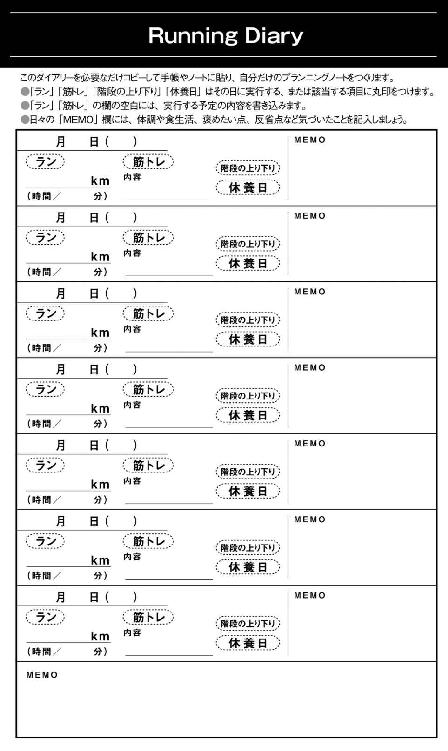 Running Diary
このダイアリーを必要なだけコピーして手帳やノートに貼り、自分だけのプランニングノートをつくります。
●「ラン」「筋トレ」「階段の上り下り」「休養日」はその日に実行する、または該当する項目に丸印をつけます。
●「ラン」「筋トレ」の欄の空白には、実行する予定の内容を書き込みます。
●日々の「MEMO」欄には、体調や食生活、褒めたい点、反省点など気づいたことを記入しましょう。
月 日（ ） MEMO
ラン 筋トレ 階段の上り下り
km 内容 休養日
（時間／ 分）
月 日（ ） MEMO
ラン 筋トレ 階段の上り下り
km 内容 休養日
（時間／ 分）
月 日（ ） MEMO
ラン 筋トレ 階段の上り下り
km 内容 休養日
（時間／ 分）
月 日（ ） MEMO
ラン 筋トレ 階段の上り下り
km 内容 休養日
（時間／ 分）
月 日（ ） MEMO
ラン 筋トレ 階段の上り下り
km 内容 休養日
（時間／ 分）
月 日（ ） MEMO
ラン 筋トレ 階段の上り下り
km 内容 休養日
（時間／ 分）
月 日（ ） MEMO
ラン 筋トレ 階段の上り下り
km 内容 休養日
（時間／ 分）
MEMO